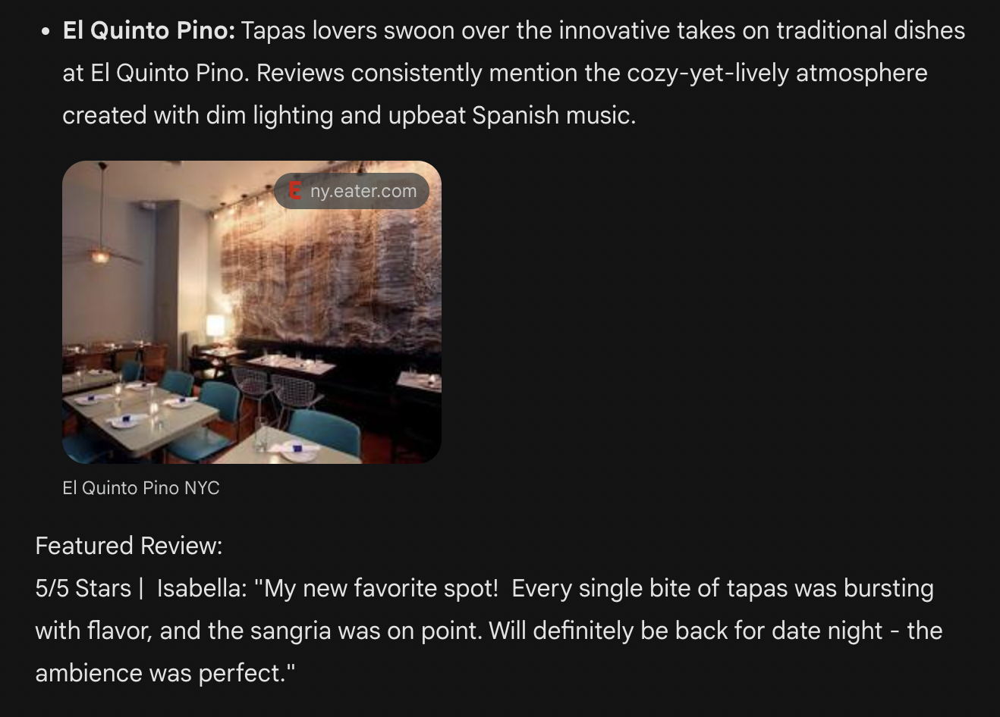 • El Quinto Pino: Tapas lovers swoon over the innovative takes on traditional dishes
at El Quinto Pino. Reviews consistently mention the cozy-yet-lively atmosphere
created with dim lighting and upbeat Spanish music.
E ny.eater.com
El Quinto Pino NYC
Featured Review:
5/5 Stars |  Isabella: "My new favorite spot!  Every single bite of tapas was bursting
with flavor, and the sangria was on point. Will definitely be back for date night - the
ambience was perfect."